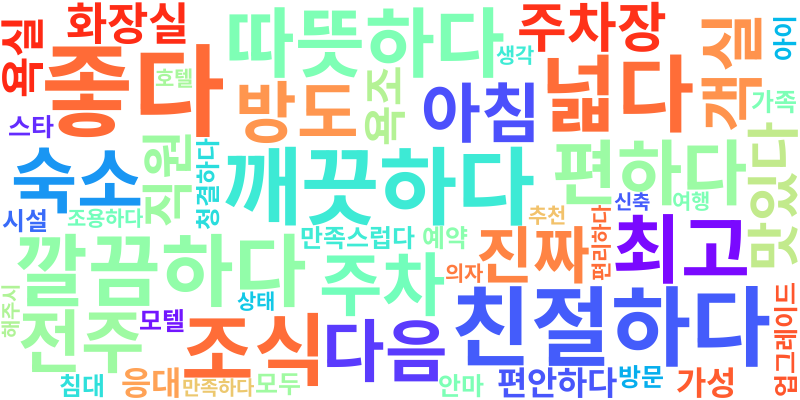 욕실
화장실
따뜻하다
주차장
객실
아이
좋다
호텔
생각
넓다
스타
방도
욕조
아침
가족
숙소
직원
청결하다
깨끗하다
편하다
맛있다
시설
조용하다
만족스럽다
예약
추천
편리하다
신축
여행
깔끔하다
주차
진짜
최고
의자
해주시
전주
모텔
상태
조식
다음
친절하다
업그레이드
침대
응대
만족하다
모두
안마
편안하다
방문
가성